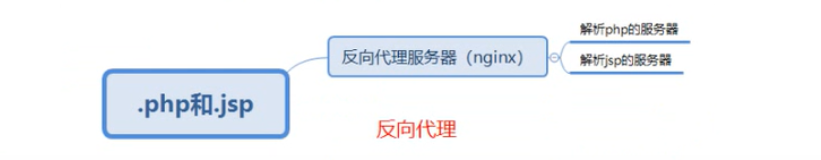 解析php的服务器
反向代理服务器（nginx）
解析jsp的服务器
.php和.jsp
反向代理